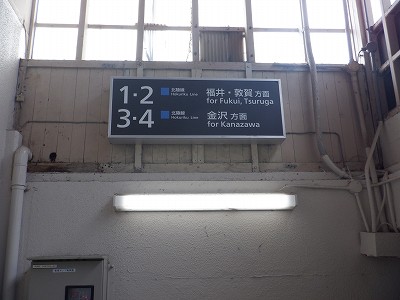 1・2 北陸線 福井・敦賀 方面
Hokuriku Line for Fukui, Tsuruga
3・4 北陸線 金沢 方面
Hokuriku Line for Kanazawa